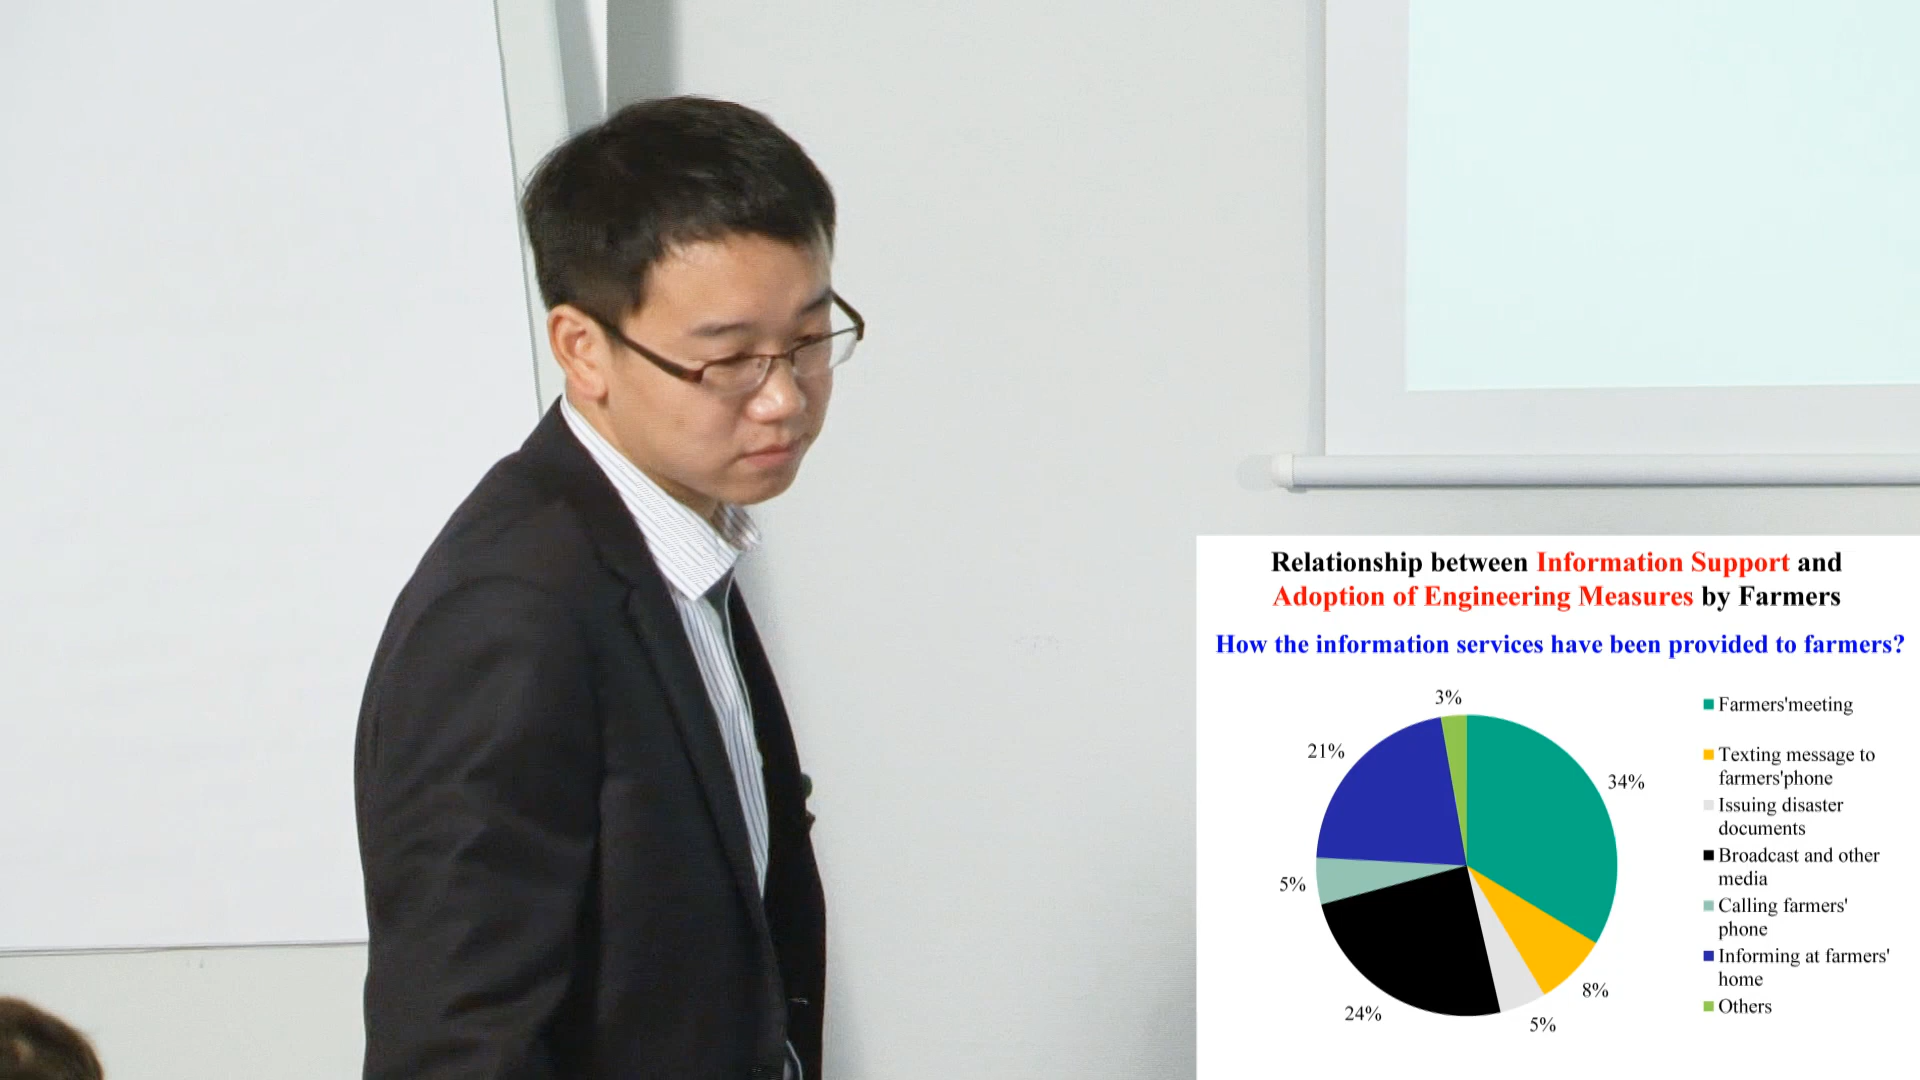 Relationship between Information Support and
Adoption of Engineering Measures by Farmers
How the information services have been provided to farmers?
3%
21%
34%
5%
24%
8%
5%
Farmers'meeting
Texting message to
farmers'phone
Issuing disaster
documents
Broadcast and other
media
Calling farmers'
phone
Informing at farmers'
home
Others